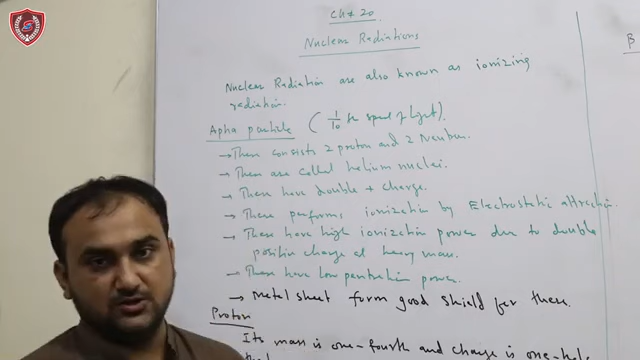 Ch # 20
Nuclear Radiations
Nuclear Radiation are also known as ionizing
radiation.
Alpha particle (1/10 the speed of light).
→ These consists 2 proton and 2 Neutron.
→ These are called helium nuclei.
→ These have double + charge.
→ These performs ionization by Electrostatic attraction.
→ These have high ionization power due to double
positive charge at heavy mass.
→ These have low penetration power.
→ Metal sheet form good shield for these.
Proton
Its mass is one-fourth and charge is one-half
β